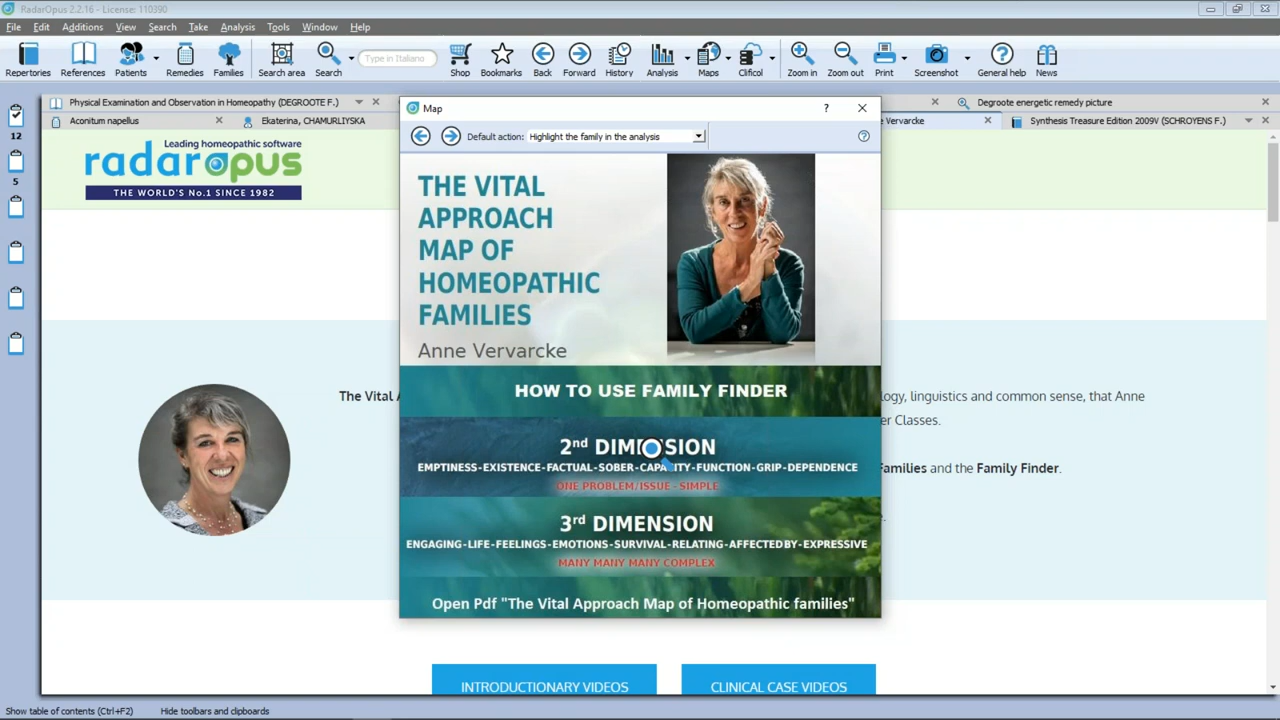 RadarOpus 2.2.16 - License: 110390
File Edit Additions View Search Take Analysis Tools Window Help
Type in Italiano
Repertories References Patients Remedies Families Search area Search Shop Bookmarks Back Forward History Analysis Maps Clificol Zoom in Zoom out Print Screenshot General help News
Physical Examination and Observation in Homeopathy (DEGROOTE F.)
Degroote energetic remedy picture
Aconitum napellus
Ekaterina, CHAMURLIYSKA
Vervarcke
Synthesis Treasure Edition 2009V (SCHROYENS F.)
12
5
Leading homeopathic software
radaropus
THE WORLD'S No.1 SINCE 1982
Map
Default action: Highlight the family in the analysis
THE VITAL
APPROACH
MAP OF
HOMEOPATHIC
FAMILIES
Anne Vervarcke
HOW TO USE FAMILY FINDER
2nd DIMENSION
EMPTINESS-EXISTENCE-FACTUAL-SOBER-CAPACITY-FUNCTION-GRIP-DEPENDENCE
ONE PROBLEM/ISSUE - SIMPLE
3rd DIMENSION
ENGAGING-LIFE-FEELINGS-EMOTIONS-SURVIVAL-RELATING-AFFECTEDBY-EXPRESSIVE
MANY MANY MANY COMPLEX
Open Pdf "The Vital Approach Map of Homeopathic families"
The Vital
linguistics and common sense, that Anne
Classes.
Families and the Family Finder.
INTRODUCTIONARY VIDEOS
CLINICAL CASE VIDEOS
Show table of contents (Ctrl+F2)
Hide toolbars and clipboards